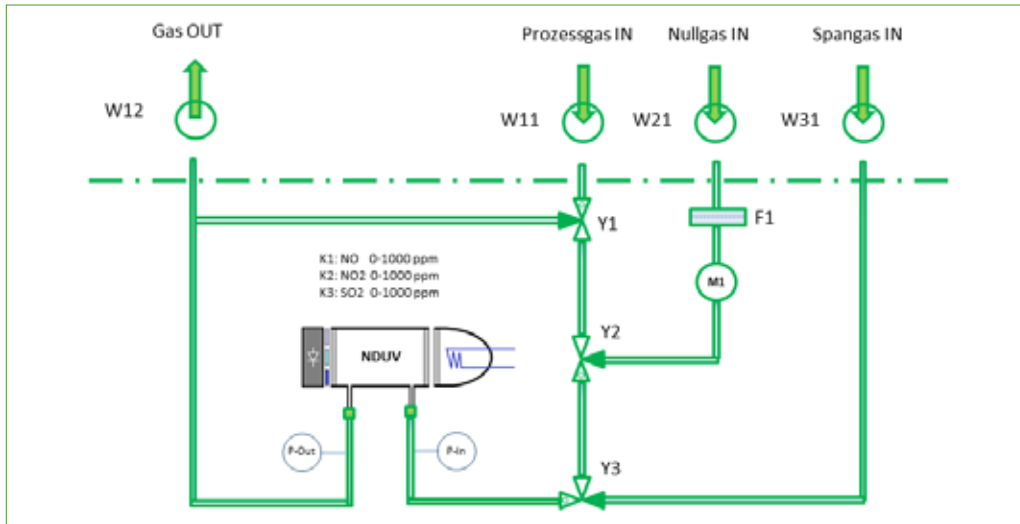 Gas OUT
Prozessgas IN
Nullgas IN
Spangas IN
W12
W11
W21
W31
Y1
F1
K1: NO 0-1000 ppm
K2: NO2 0-1000 ppm
K3: SO2 0-1000 ppm
M1
Y2
NDUV
P-Out
P-In
Y3